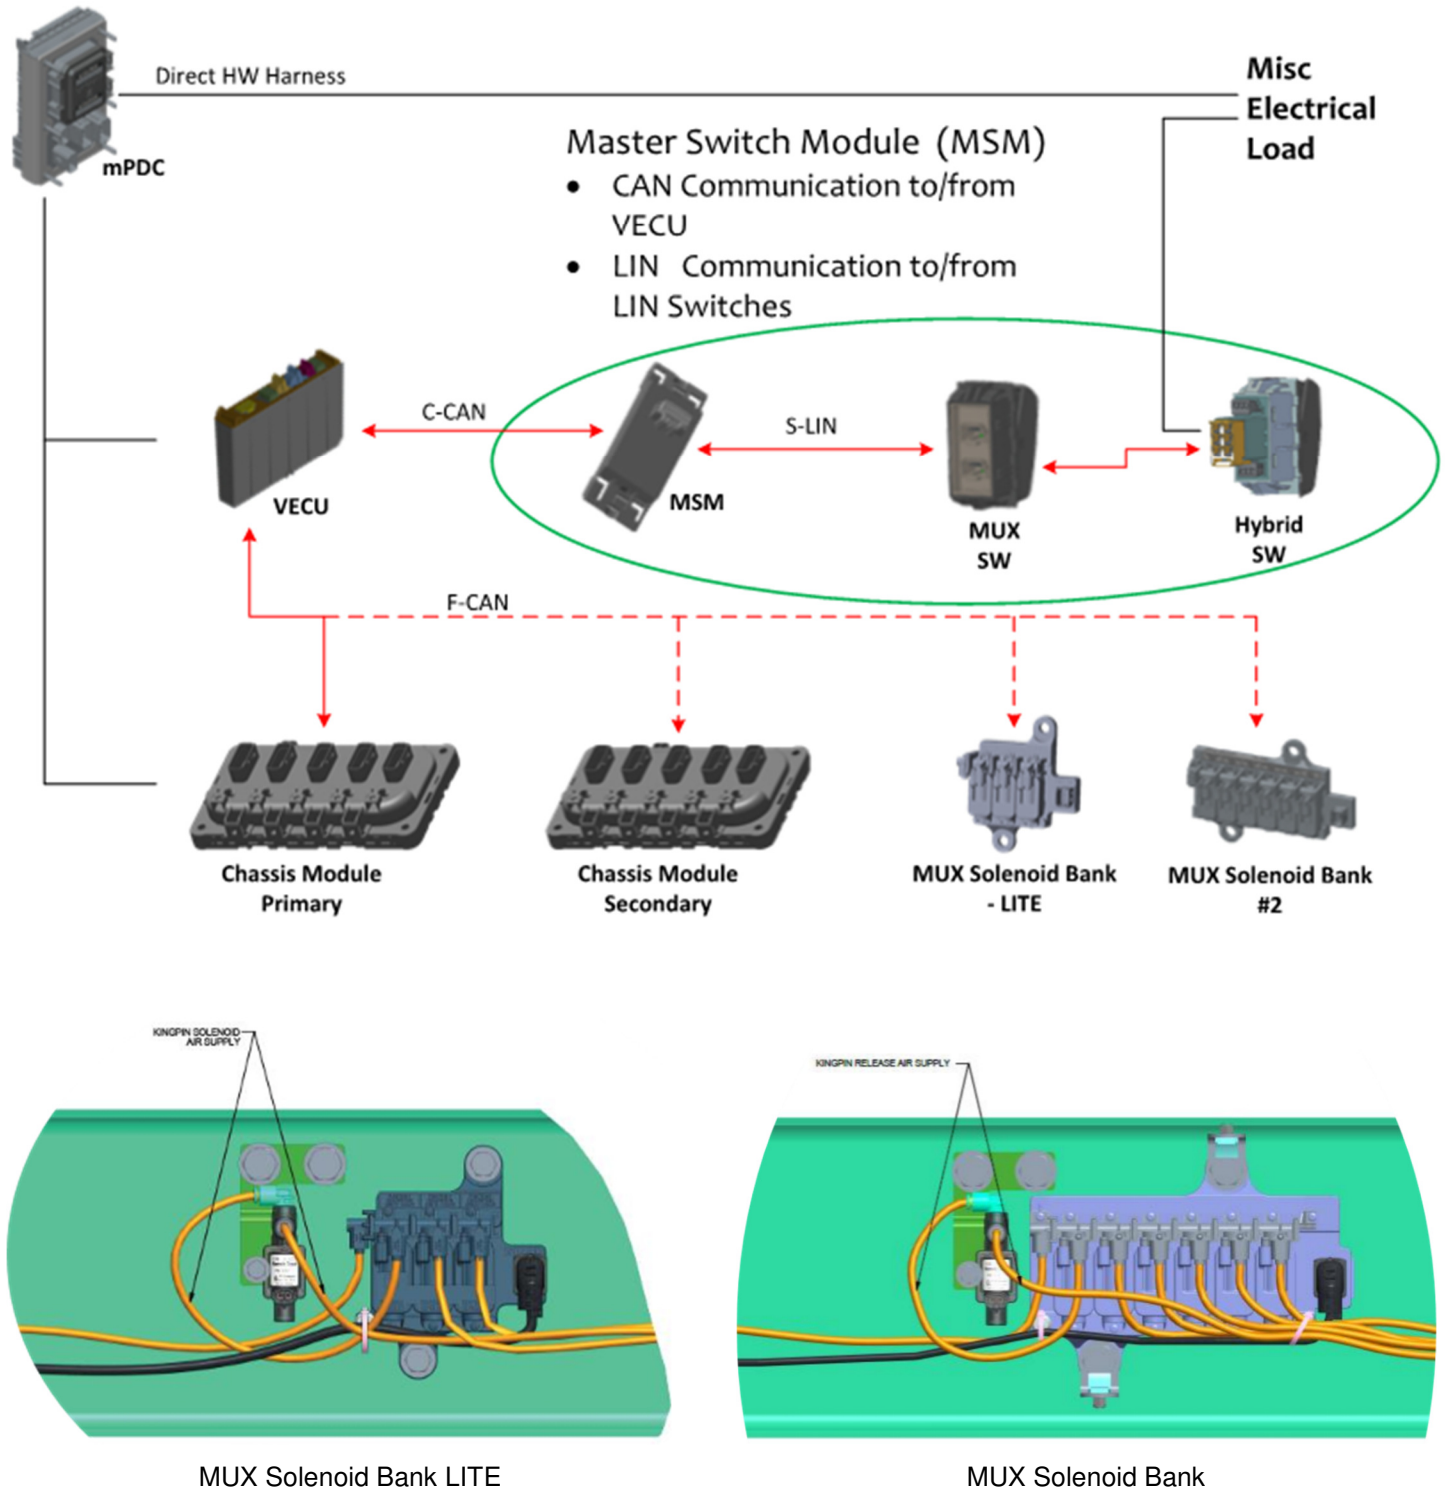 Direct HW Harness
mPDC
Misc
Electrical
Load
Master Switch Module (MSM)
• CAN Communication to/from
VECU
• LIN Communication to/from
LIN Switches
C-CAN
S-LIN
VECU
MSM
MUX
SW
Hybrid
SW
F-CAN
Chassis Module
Primary
Chassis Module
Secondary
MUX Solenoid Bank
- LITE
MUX Solenoid Bank
#2
KINGPIN SOLENOID
AIR SUPPLY
KINGPIN RELEASE AIR SUPPLY
MUX Solenoid Bank LITE
MUX Solenoid Bank